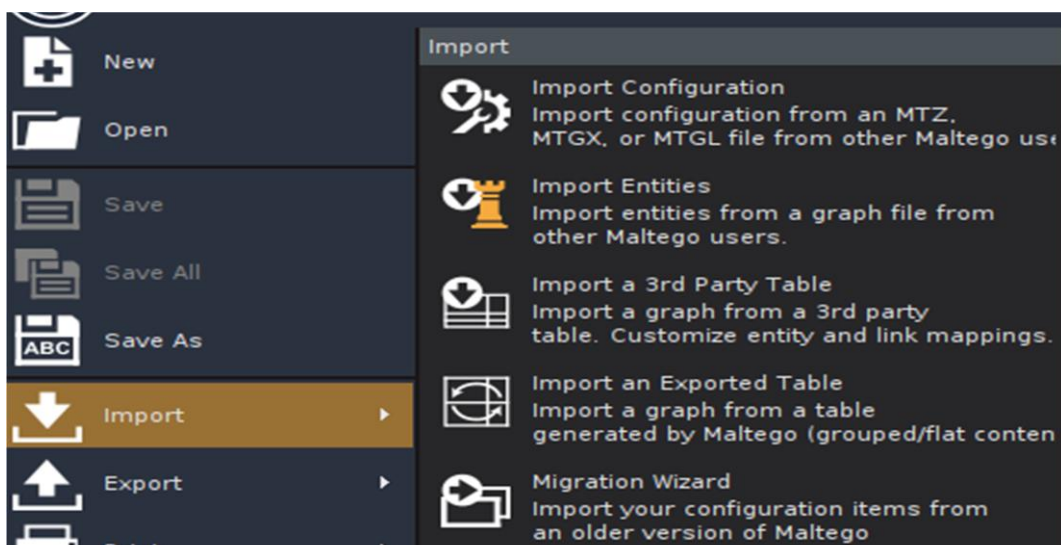 New
Open
Save
Save All
ABC
Save As
Import
Export
Import
Import Configuration
Import configuration from an MTZ,
MTGX, or MTGL file from other Maltego
Import Entities
Import entities from a graph file from
other Maltego users.
Import a 3rd Party Table
Import a graph from a 3rd party
table. Customize entity and link mappings.
Import an Exported Table
Import a graph from a table
generated by Maltego (grouped/flat
Migration Wizard
Import your configuration items from
an older version of Maltego